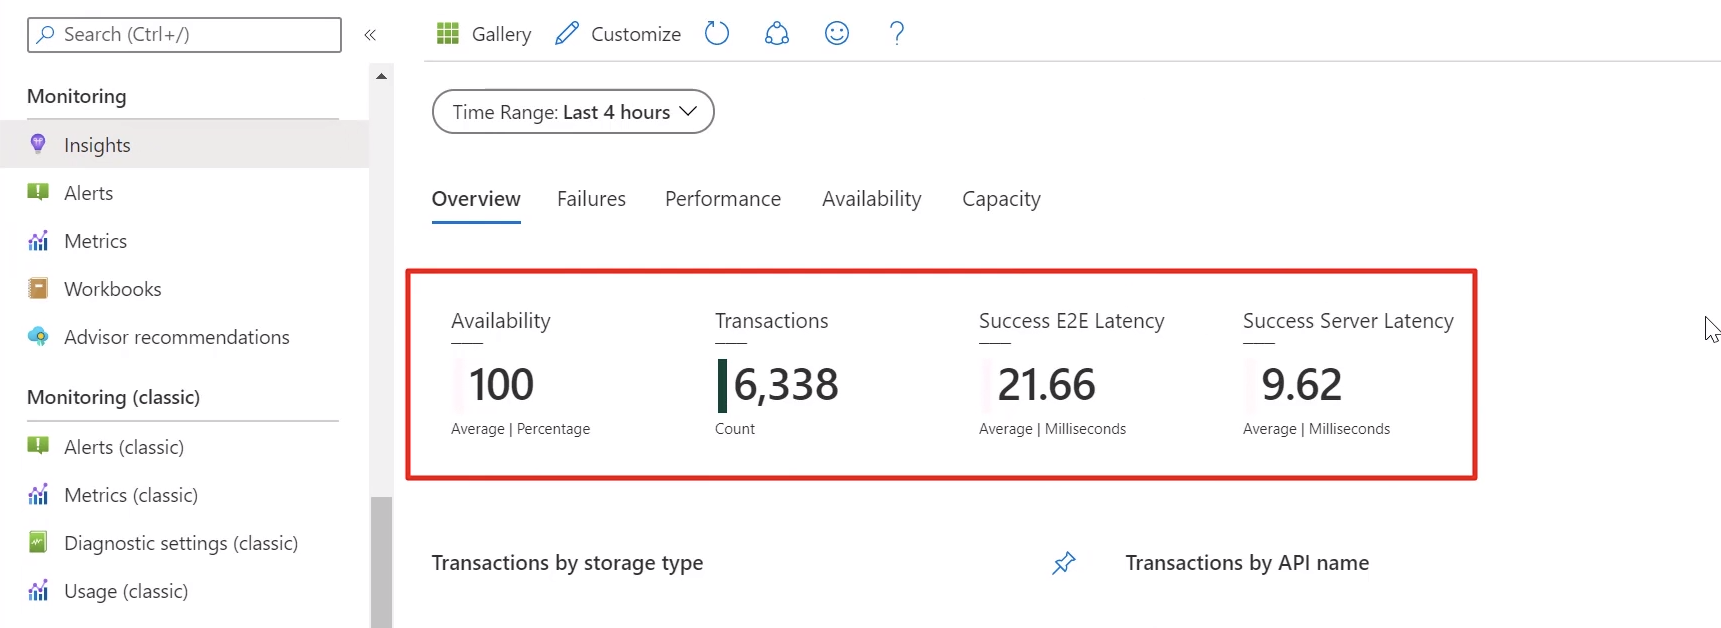 Search (Ctrl+/)
«
Monitoring
Insights
Alerts
Metrics
Workbooks
Advisor recommendations
Monitoring (classic)
Alerts (classic)
Metrics (classic)
Diagnostic settings (classic)
Usage (classic)
Gallery Customize ?
Time Range: Last 4 hours
Overview Failures Performance Availability Capacity
Availability Transactions Success E2E Latency Success Server Latency
100 6,338 21.66 9.62
Average | Percentage Count Average | Milliseconds Average | Milliseconds
Transactions by storage type Transactions by API name